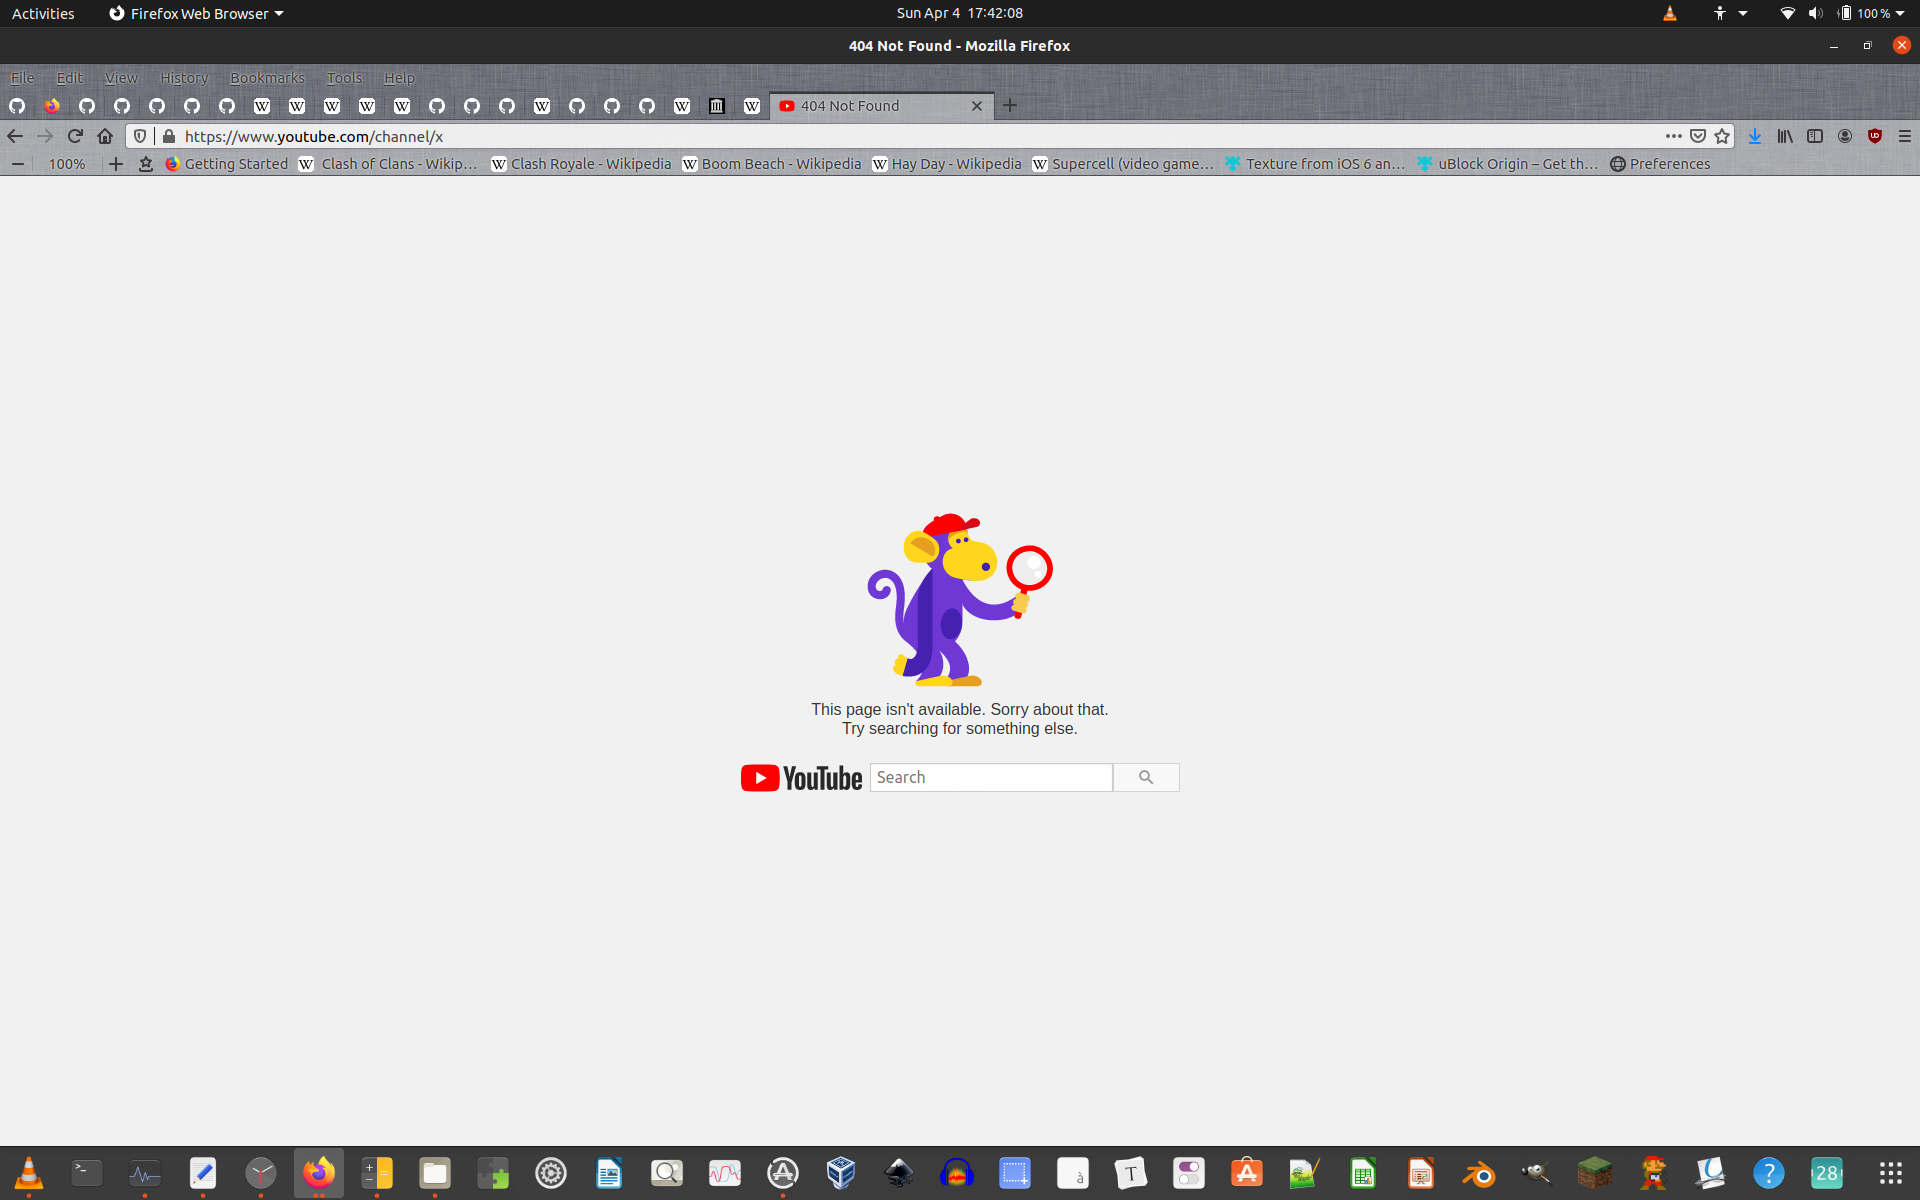 Activities Firefox Web Browser Sun Apr 4 17:42:08 100 %
404 Not Found - Mozilla Firefox
File Edit View History Bookmarks Tools Help
404 Not Found
https://www.youtube.com/channel/x
100% Getting Started Clash of Clans - Wikip… Clash Royale - Wikipedia Boom Beach - Wikipedia Hay Day - Wikipedia Supercell (video game… Texture from iOS 6 an… uBlock Origin – Get th… Preferences
This page isn't available. Sorry about that.
Try searching for something else.
YouTube Search
28